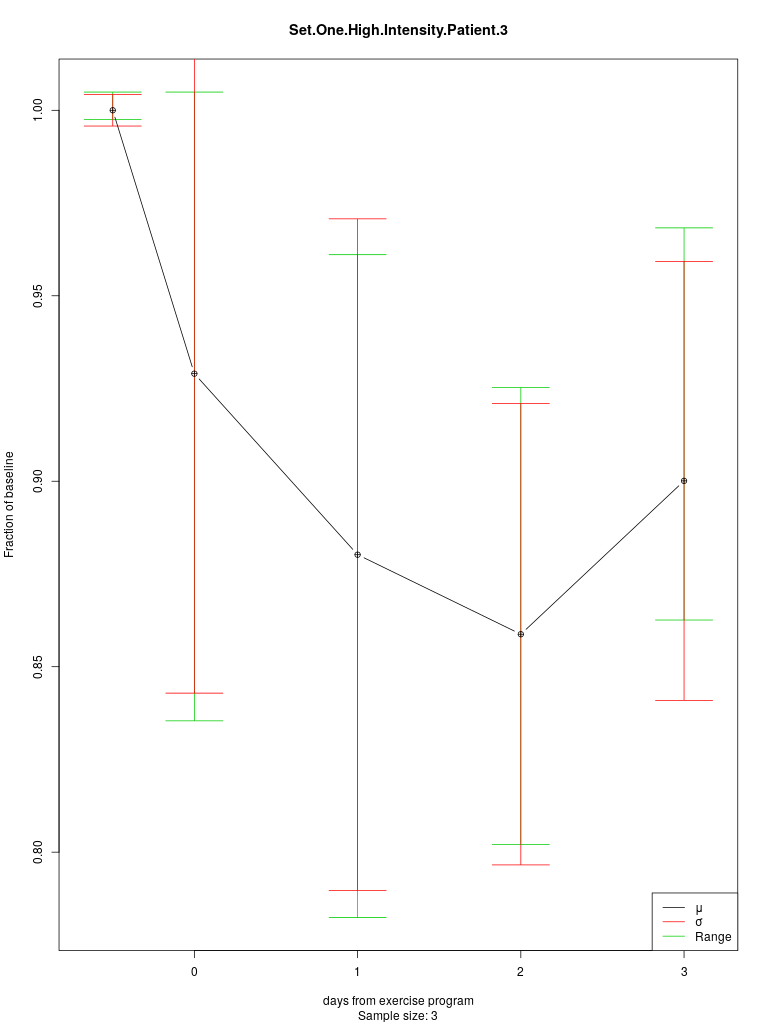 Set.One.High.Intensity.Patient.3
1.00
0.95
0.90
0.85
0.80
Fraction of baseline
0 1 2 3
days from exercise program
Sample size: 3
μ
σ
Range